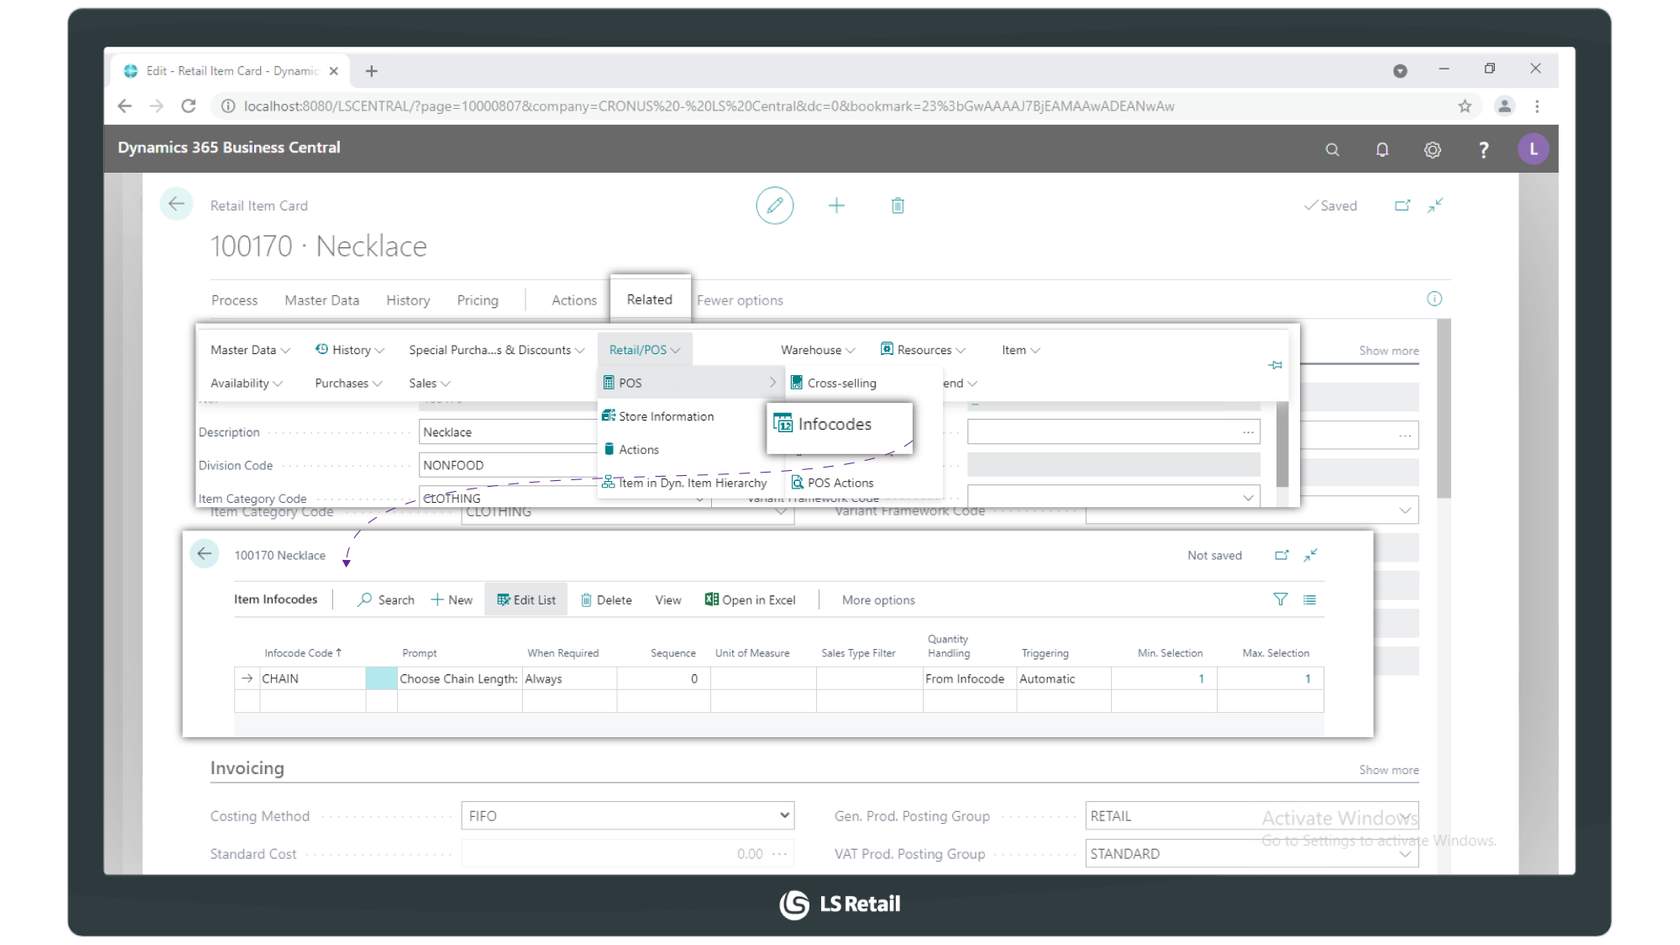 Edit - Retail Item Card - Dynamic
localhost:8080/LSCENTRAL/?page=10000807&company=CRONUS%20-%20LS%20Central&dc=0&bookmark=23%3bGwAAAAJ7BjEAMAAwADEANwAw
Dynamics 365 Business Central
? L
Retail Item Card
Saved
100170 · Necklace
Process Master Data History Pricing Actions Related Fewer options
Master Data History Special Purcha...s & Discounts Retail/POS Warehouse Resources Item
Show more
Availability Purchases Sales POS Cross-selling end
Store Information
Infocodes
Description Necklace
Actions
Division Code NONFOOD
Item in Dyn. Item Hierarchy POS Actions
Item Category Code CLOTHING Variant Framework Code
Item Category Code CLOTHING Variant Framework Code
100170 Necklace
Not saved
Item Infocodes Search New Edit List Delete View Open in Excel More options
Infocode Code ↑ Prompt When Required Sequence Unit of Measure Sales Type Filter Quantity Handling Triggering Min. Selection Max. Selection
CHAIN Choose Chain Length: Always 0 From Infocode Automatic 1 1
Invoicing
Show more
Costing Method FIFO Gen. Prod. Posting Group RETAIL
Activate Windows
Go to Settings to activate Windows.
Standard Cost 0.00 VAT Prod. Posting Group STANDARD
LS Retail